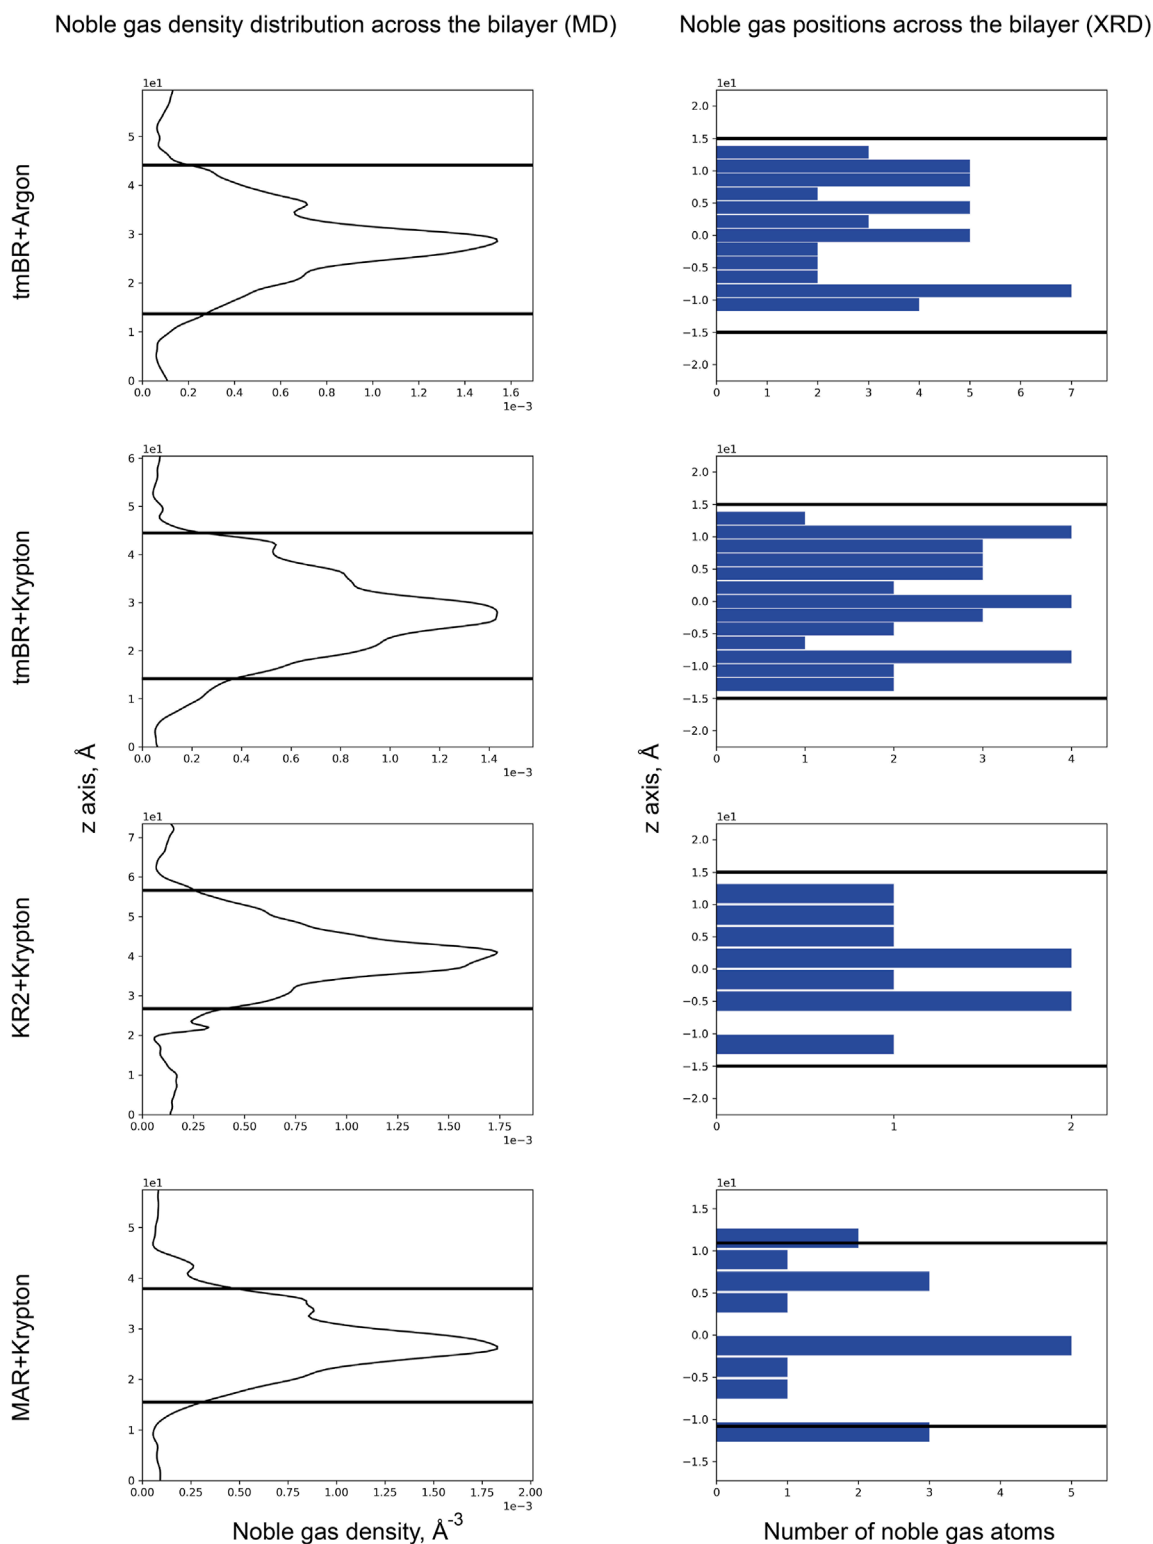 Noble gas density distribution across the bilayer (MD)
Noble gas positions across the bilayer (XRD)
tmBR+Argon
1e1
5
4
3
2
1
0
0.0 0.2 0.4 0.6 0.8 1.0 1.2 1.4 1.6
1e−3
1e1
2.0
1.5
1.0
0.5
0.0
−0.5
−1.0
−1.5
−2.0
0 1 2 3 4 5 6 7
tmBR+Krypton
1e1
6
5
4
3
2
1
0
0.0 0.2 0.4 0.6 0.8 1.0 1.2 1.4
1e−3
1e1
2.0
1.5
1.0
0.5
0.0
−0.5
−1.0
−1.5
−2.0
0 1 2 3 4
z axis, Å
z axis, Å
KR2+Krypton
1e1
7
6
5
4
3
2
1
0
0.00 0.25 0.50 0.75 1.00 1.25 1.50 1.75
1e−3
1e1
2.0
1.5
1.0
0.5
0.0
−0.5
−1.0
−1.5
−2.0
0 1 2
MAR+Krypton
1e1
5
4
3
2
1
0
0.00 0.25 0.50 0.75 1.00 1.25 1.50 1.75 2.00
1e−3
1e1
1.5
1.0
0.5
0.0
−0.5
−1.0
−1.5
0 1 2 3 4 5
Noble gas density, Å⁻³
Number of noble gas atoms